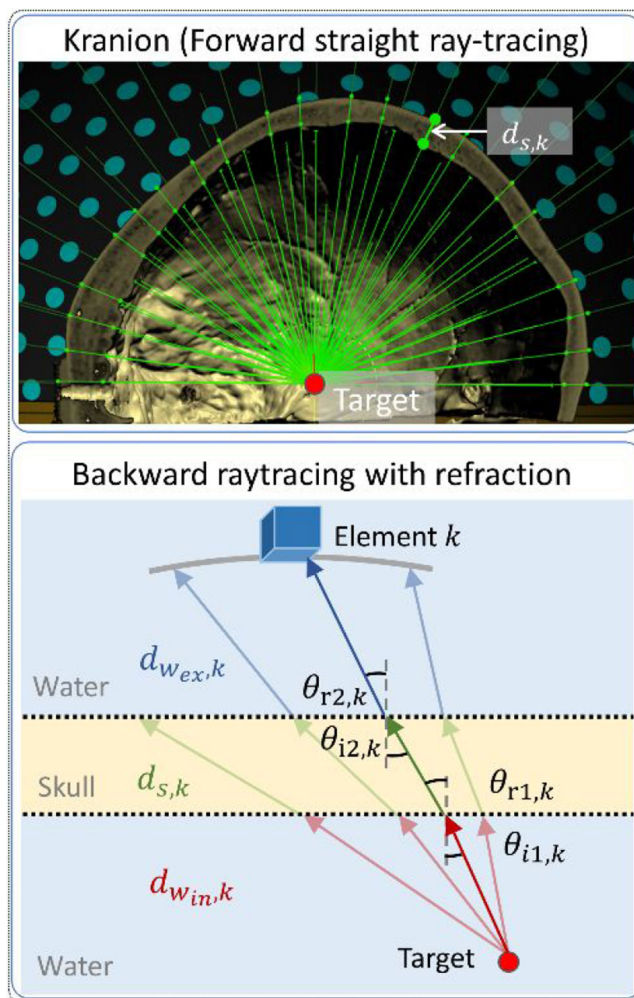 Kranion (Forward straight ray-tracing)
d_{s,k}
Target
Backward raytracing with refraction
Element k
d_{w_{ex},k}
Water
θ_{r2,k}
θ_{i2,k}
Skull
d_{s,k}
θ_{r1,k}
θ_{i1,k}
d_{w_{in},k}
Target
Water